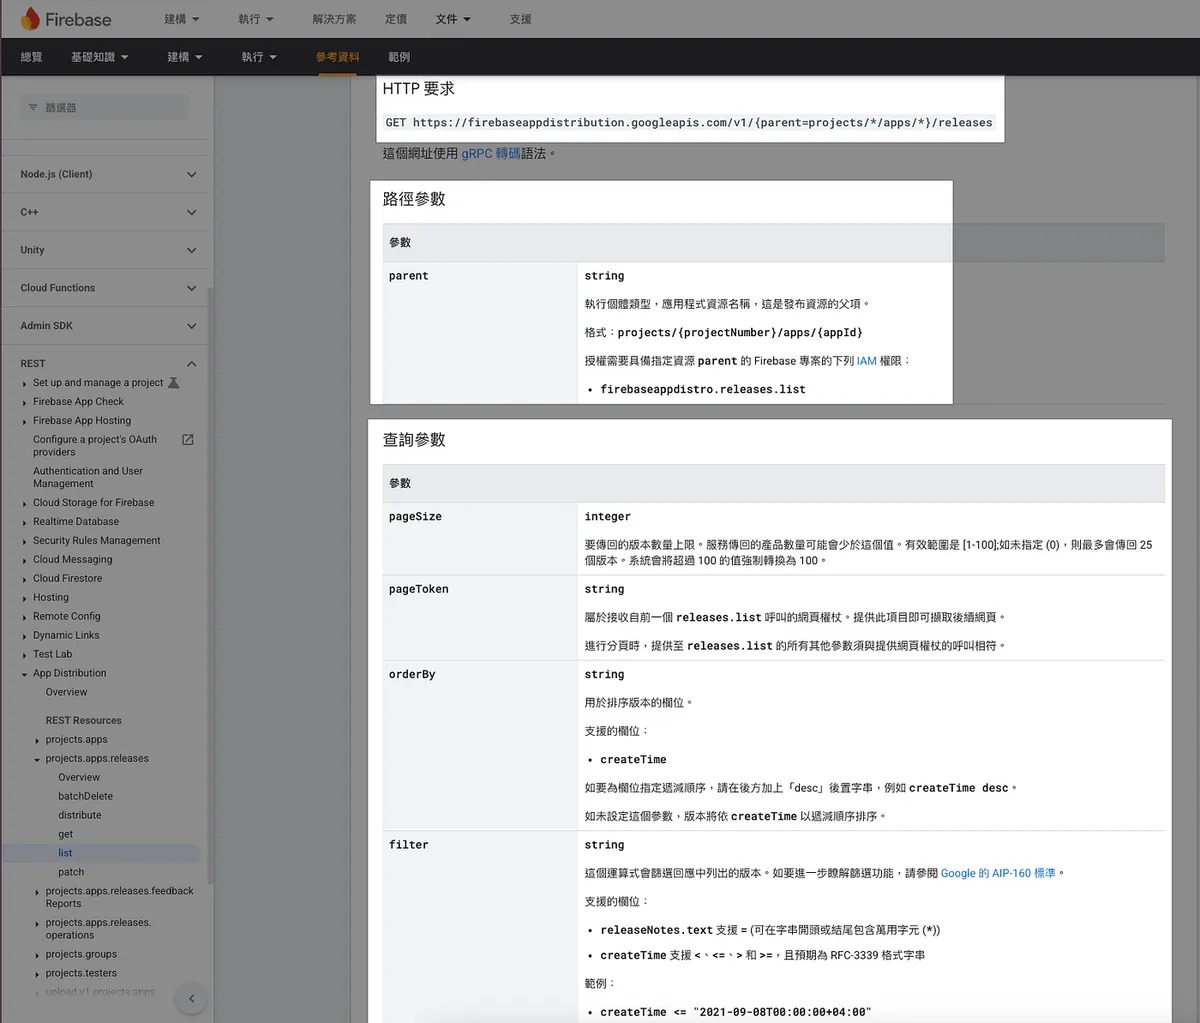 Firebase
建構
執行
解決方案
定價
文件
支援
總覽
基礎知識
建構
執行
參考資料
範例
篩選器
Node.js (Client)
C++
Unity
Cloud Functions
Admin SDK
REST
Set up and manage a project
Firebase App Check
Firebase App Hosting
Configure a project's OAuth
providers
Authentication and User
Management
Cloud Storage for Firebase
Realtime Database
Security Rules Management
Cloud Messaging
Cloud Firestore
Hosting
Remote Config
Dynamic Links
Test Lab
App Distribution
Overview
REST Resources
projects.apps
projects.apps.releases
Overview
batchDelete
distribute
get
list
patch
projects.apps.releases.feedback
Reports
projects.apps.releases.
operations
projects.groups
projects.testers
upload.v1.projects.apps
HTTP 要求
GET https://firebaseappdistribution.googleapis.com/v1/{parent=projects/*/apps/*}/releases
這個網址使用 gRPC 轉碼語法。
路徑參數
參數
parent
string
執行個體類型，應用程式資源名稱，這是發布資源的父項。
格式：projects/{projectNumber}/apps/{appId}
授權需要具備指定資源 parent 的 Firebase 專案的下列 IAM 權限：
• firebaseappdistro.releases.list
查詢參數
參數
pageSize
integer
要傳回的版本數量上限。服務傳回的產品數量可能會少於這個值。有效範圍是 [1-100];如未指定 (0)，則最多會傳回 25
個版本。系統會將超過 100 的值強制轉換為 100。
pageToken
string
屬於接收自前一個 releases.list 呼叫的網頁權杖。提供此項目即可擷取後續網頁。
進行分頁時，提供至 releases.list 的所有其他參數須與提供網頁權杖的呼叫相符。
orderBy
string
用於排序版本的欄位。
支援的欄位：
• createTime
如要為欄位指定遞減順序，請在後方加上「desc」後置字串，例如 createTime desc。
如未設定這個參數，版本將依 createTime 以遞減順序排序。
filter
string
這個運算式會篩選回應中列出的版本。如要進一步瞭解篩選功能，請參閱 Google 的 AIP-160 標準。
支援的欄位：
• releaseNotes.text 支援 = (可在字串開頭或結尾包含萬用字元 (*))
• createTime 支援 <、<=、> 和 >=，且預期為 RFC-3339 格式字串
範例：
• createTime <= "2021-09-08T00:00:00+04:00"